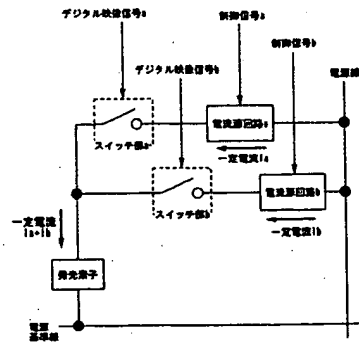 デジタル映像信号a
制御信号a
制御信号b
デジタル映像信号b
電源線
電流源回路a
スイッチ部a
一定電流Ia
電流源回路b
スイッチ部b
一定電流Ib
一定電流
Ia+Ib
発光素子
電源
基準線